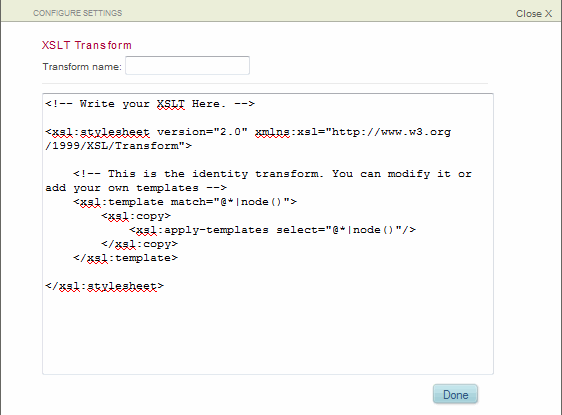 CONFIGURE SETTINGS
Close X
XSLT Transform
Transform name:
<!-- Write your XSLT Here. -->
<xsl:stylesheet version="2.0" xmlns:xsl="http://www.w3.org
/1999/XSL/Transform">
<!-- This is the identity transform. You can modify it or
add your own templates -->
<xsl:template match="@*|node()">
<xsl:copy>
<xsl:apply-templates select="@*|node()"/>
</xsl:copy>
</xsl:template>
</xsl:stylesheet>
Done